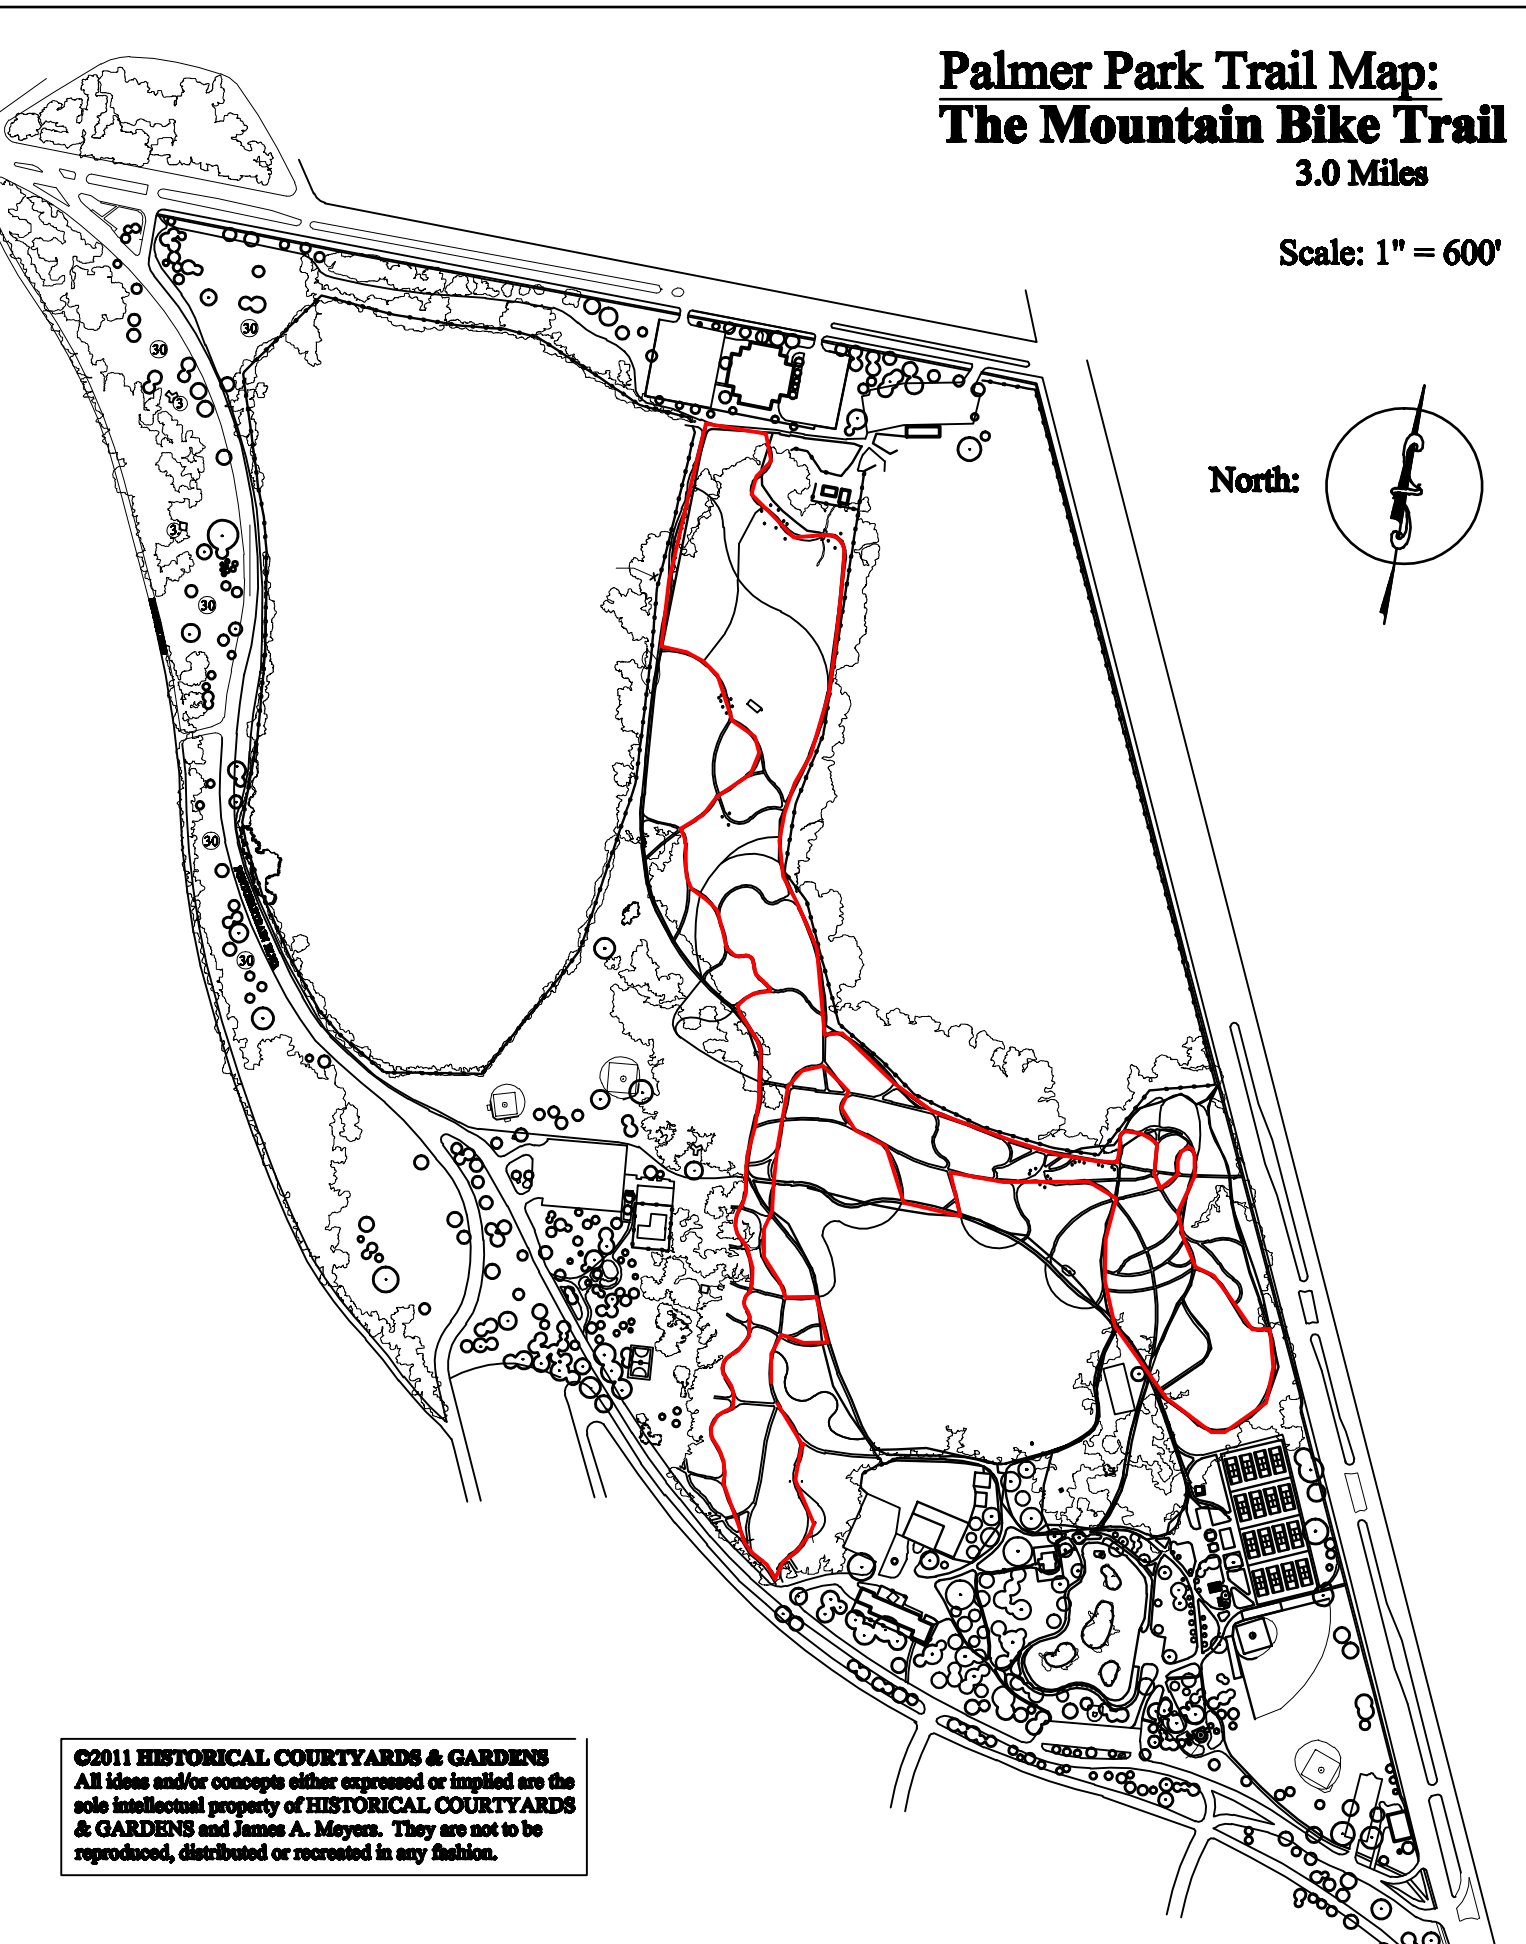 Palmer Park Trail Map:
The Mountain Bike Trail
3.0 Miles
Scale: 1" = 600'
North:
30
30
3
3
30
30
30
©2011 HISTORICAL COURTYARDS & GARDENS
All ideas and/or concepts either expressed or implied are the
sole intellectual property of HISTORICAL COURTYARDS
& GARDENS and James A. Meyers. They are not to be
reproduced, distributed or recreated in any fashion.